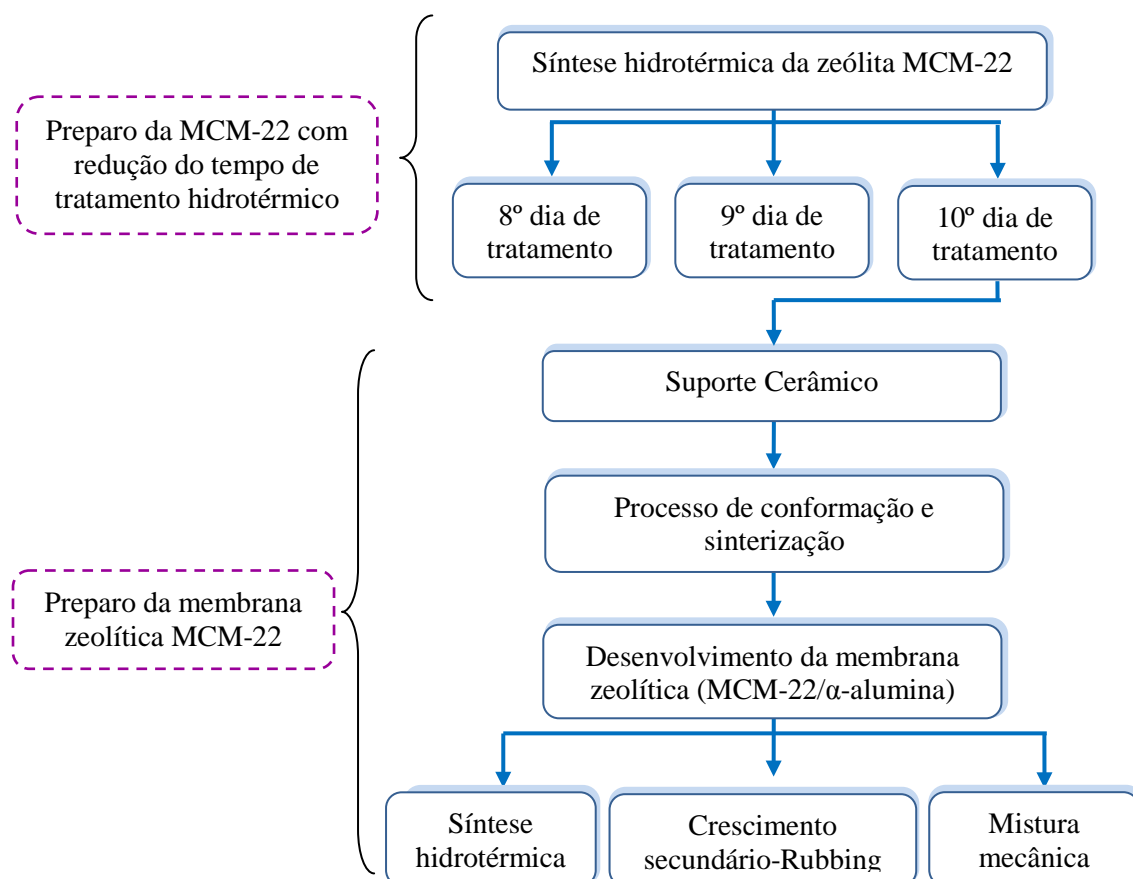 Síntese hidrotérmica da zeólita MCM-22
Preparo da MCM-22 com
redução do tempo de
tratamento hidrotérmico
8º dia de
tratamento
9º dia de
tratamento
10º dia de
tratamento
Suporte Cerâmico
Processo de conformação e
sinterização
Preparo da membrana
zeolítica MCM-22
Desenvolvimento da membrana
zeolítica (MCM-22/α-alumina)
Síntese
hidrotérmica
Crescimento
secundário-Rubbing
Mistura
mecânica